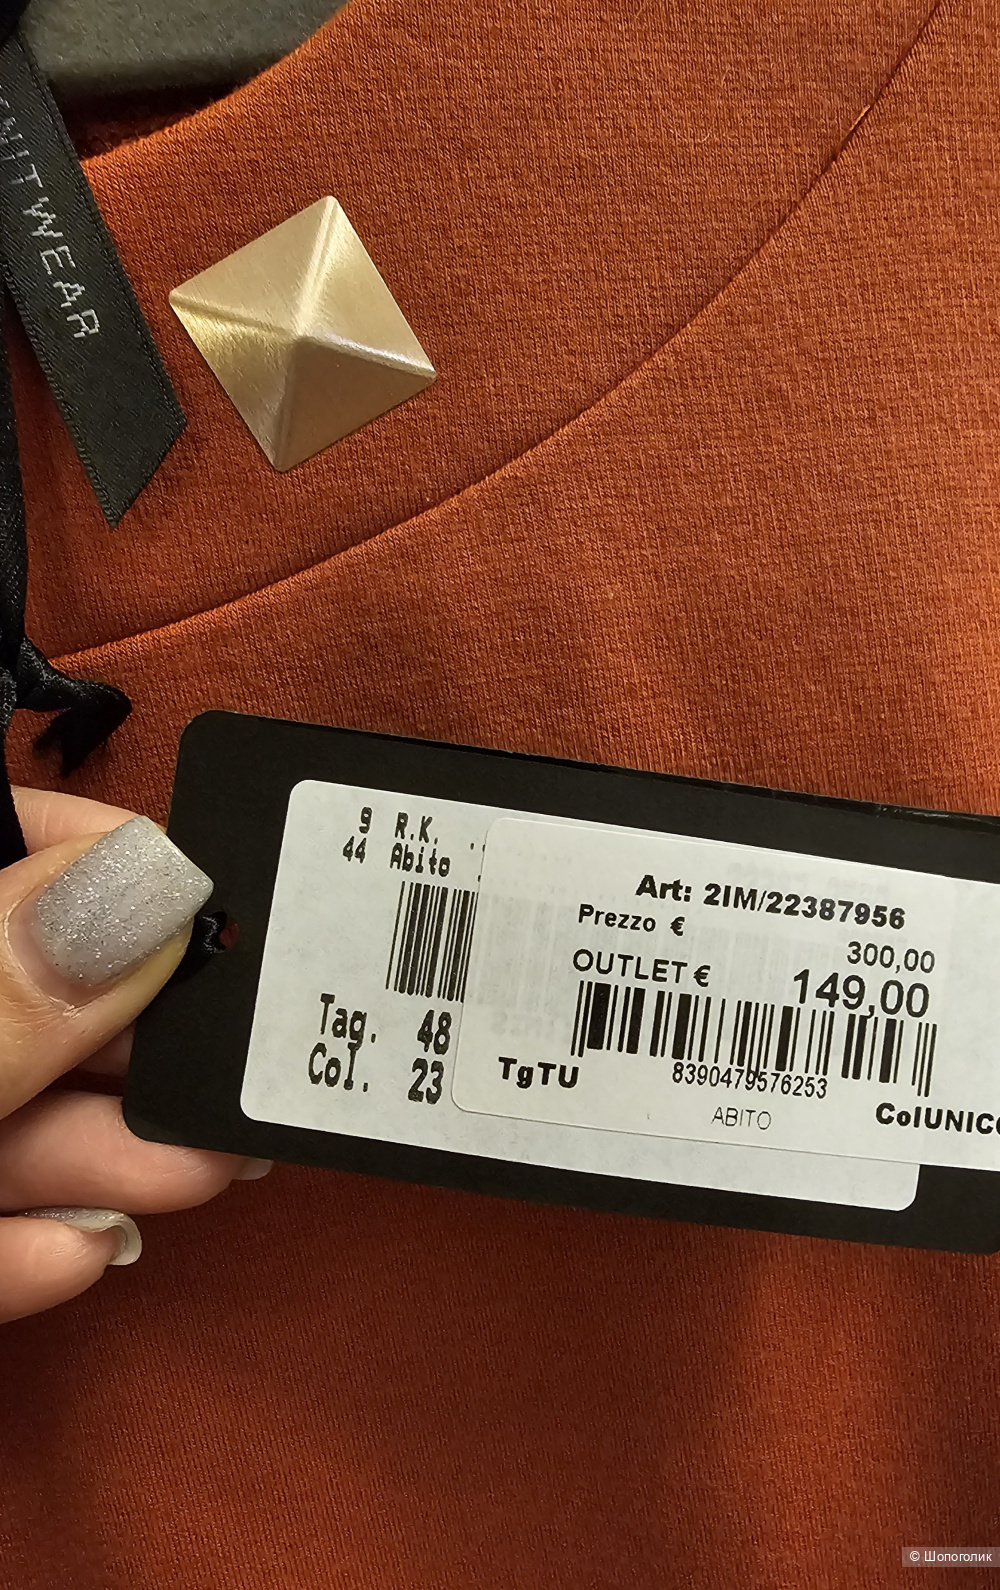 NITWEAR
9 R.K.
44 Abito
Tag. 48
Col. 23
Art: 2IM/22387956
Prezzo €
300,00
OUTLET € 149,00
TgTU
8390479576253
ABITO
ColUNICO
© Шопоголик